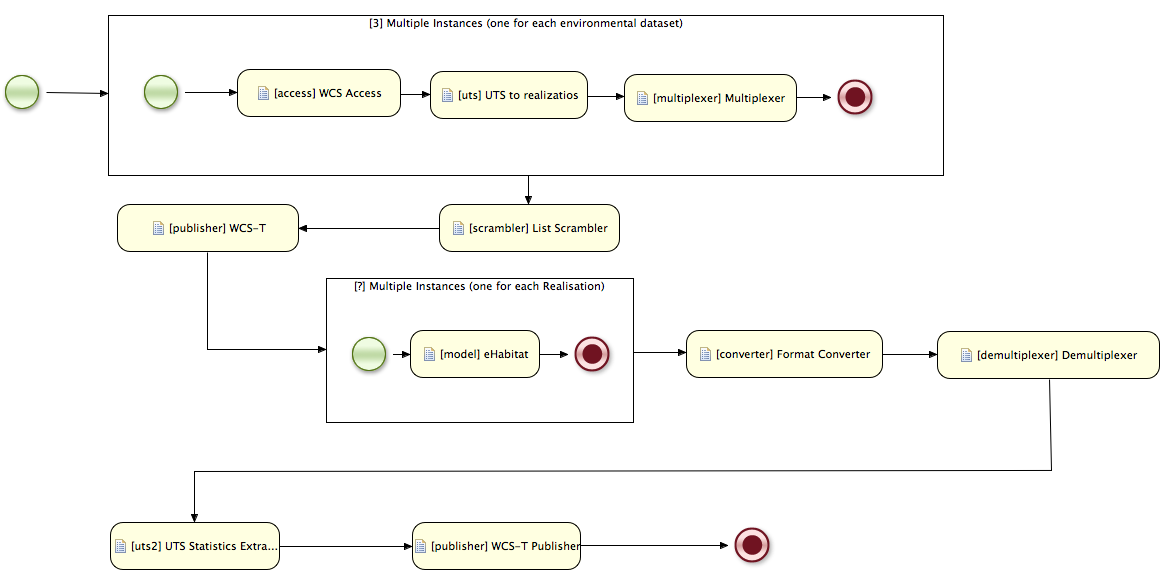 [3] Multiple Instances (one for each environmental dataset)
[access] WCS Access
[uts] UTS to realizatios
[multiplexer] Multiplexer
[publisher] WCS-T
[scrambler] List Scrambler
[?] Multiple Instances (one for each Realisation)
[model] eHabitat
[converter] Format Converter
[demultiplexer] Demultiplexer
[uts2] UTS Statistics Extra...
[publisher] WCS-T Publisher